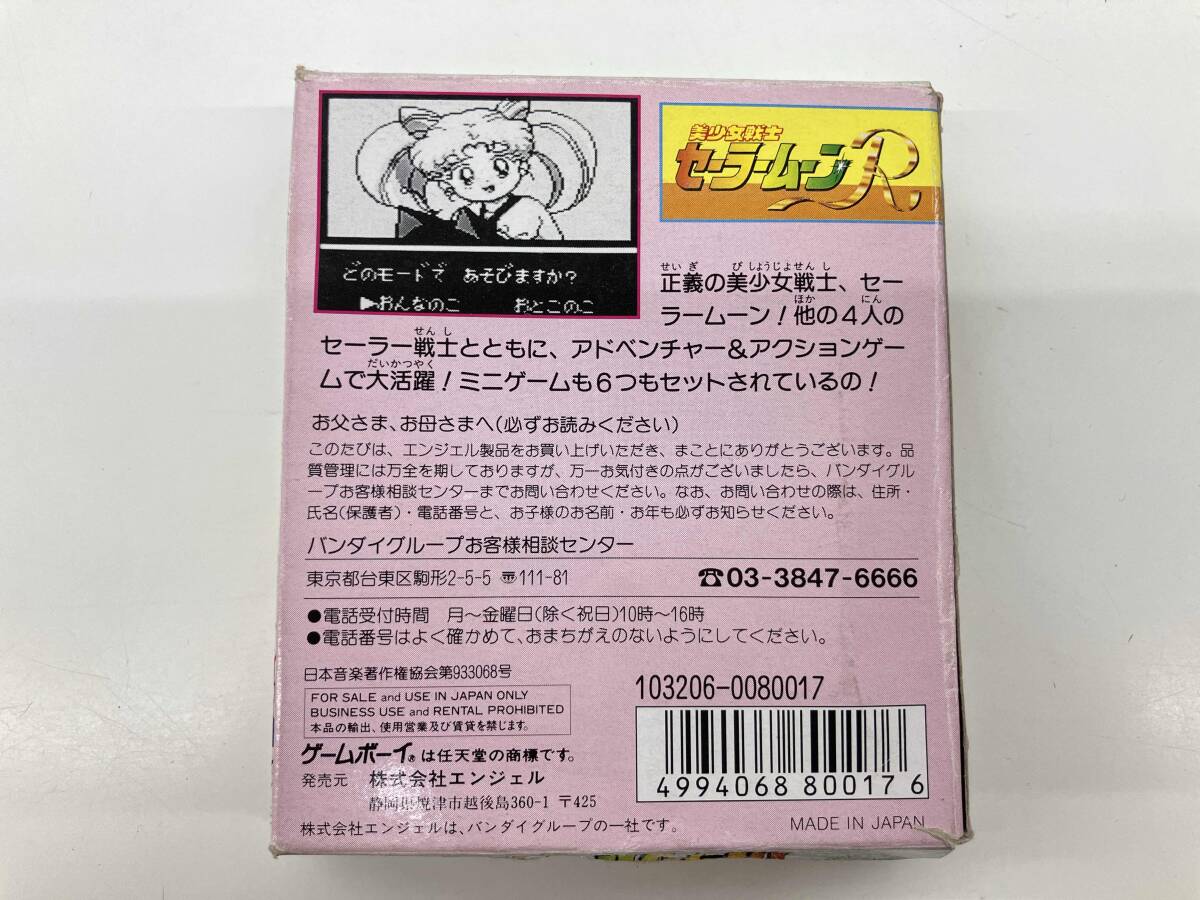 どのモードで あそびますか?
▶おんなのこ おとこのこ
美少女戦士
セーラームーンR
せいぎ びしょうじょせんし
正義の美少女戦士、セー
ほか にん
ラームーン!他の4人の
せんし
セーラー戦士とともに、アドベンチャー&アクションゲー
だいかつやく
ムで大活躍!ミニゲームも6つもセットされているの!
お父さま、お母さまへ(必ずお読みください)
このたびは、エンジェル製品をお買い上げいただき、まことにありがとうございます。品
質管理には万全を期しておりますが、万一お気付きの点がございましたら、バンダイグル
ープお客様相談センターまでお問い合わせください。なお、お問い合わせの際は、住所・
氏名(保護者)・電話番号と、お子様のお名前・お年も必ずお知らせください。
バンダイグループお客様相談センター
東京都台東区駒形2-5-5 〠111-81 ☎03-3847-6666
●電話受付時間 月〜金曜日(除く祝日)10時〜16時
●電話番号はよく確かめて、おまちがえのないようにしてください。
日本音楽著作権協会第933068号
FOR SALE and USE IN JAPAN ONLY
BUSINESS USE and RENTAL PROHIBITED
本品の輸出、使用営業及び賃貸を禁じます。
ゲームボーイ®は任天堂の商標です。
発売元 株式会社エンジェル
静岡県焼津市越後島360-1 〒425
株式会社エンジェルは、バンダイグループの一社です。
103206-0080017
4994068800176
MADE IN JAPAN